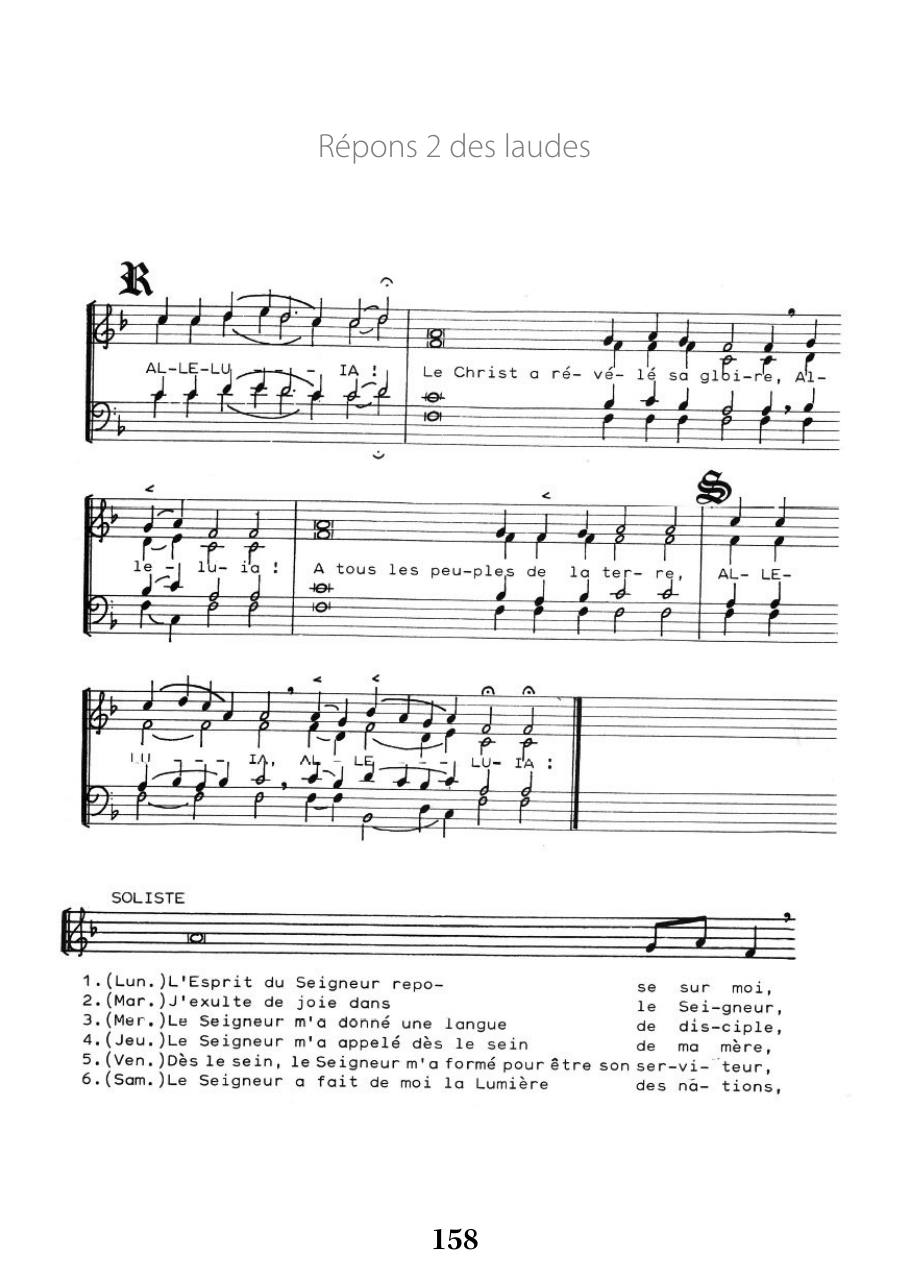 Répons 2 des laudes
R
AL-LE-LU - - - IA :   Le Christ a ré- vé- lé sa gloi-re, Al-
le - lu- ia :   A tous les peu-ples de la ter- re,   AL- LE-
S
LU - - - IA, AL - LE - - - LU- IA :
SOLISTE
1.(Lun.)L'Esprit du Seigneur repo- se sur moi,
2.(Mar.)J'exulte de joie dans le Sei-gneur,
3.(Mer.)Le Seigneur m'a donné une langue de dis-ciple,
4.(Jeu.)Le Seigneur m'a appelé dès le sein de ma mère,
5.(Ven.)Dès le sein, le Seigneur m'a formé pour être son ser-vi- teur,
6.(Sam.)Le Seigneur a fait de moi la Lumière des na- tions,
158